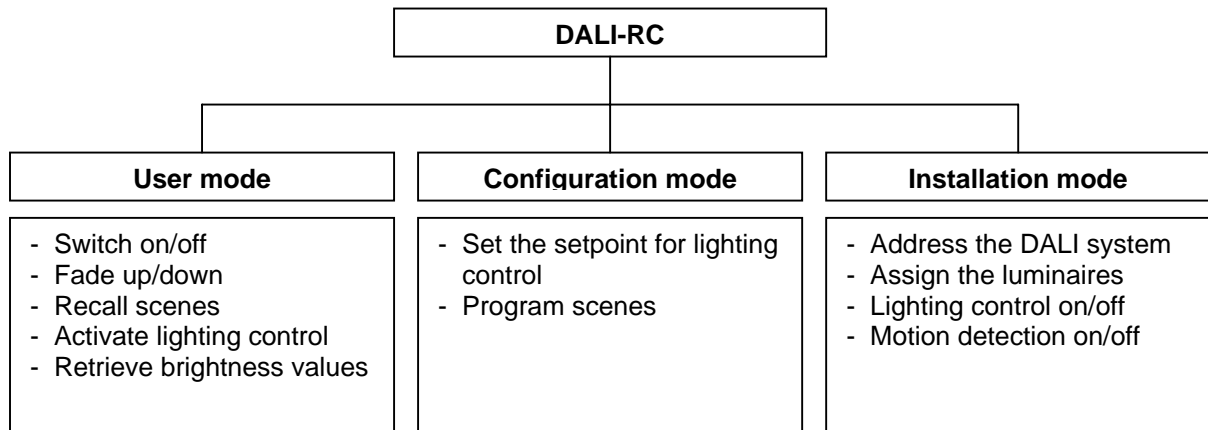 DALI-RC
User mode
- Switch on/off
- Fade up/down
- Recall scenes
- Activate lighting control
- Retrieve brightness values
Configuration mode
- Set the setpoint for lighting
control
- Program scenes
Installation mode
- Address the DALI system
- Assign the luminaires
- Lighting control on/off
- Motion detection on/off